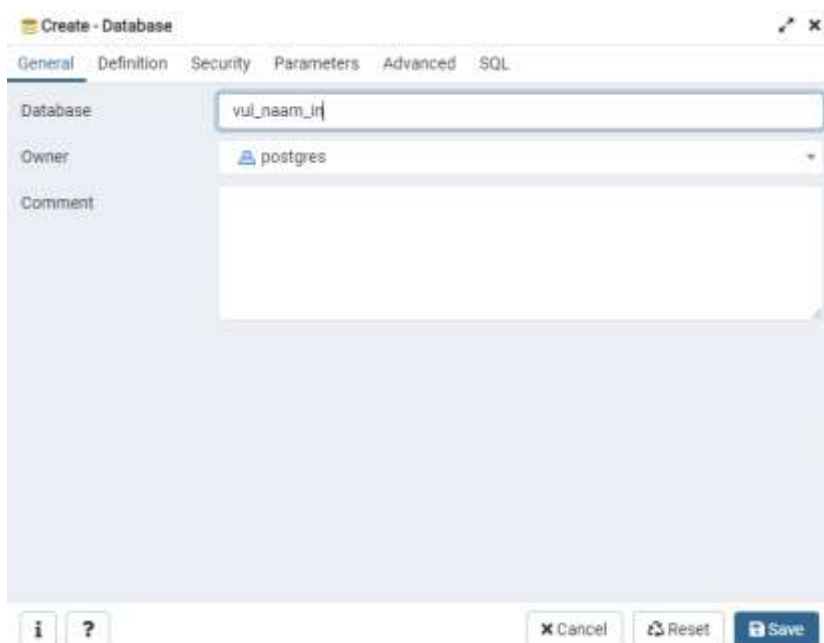 Create - Database
General Definition Security Parameters Advanced SQL
Database vul_naam_in
Owner postgres
Comment
i ? Cancel Reset Save